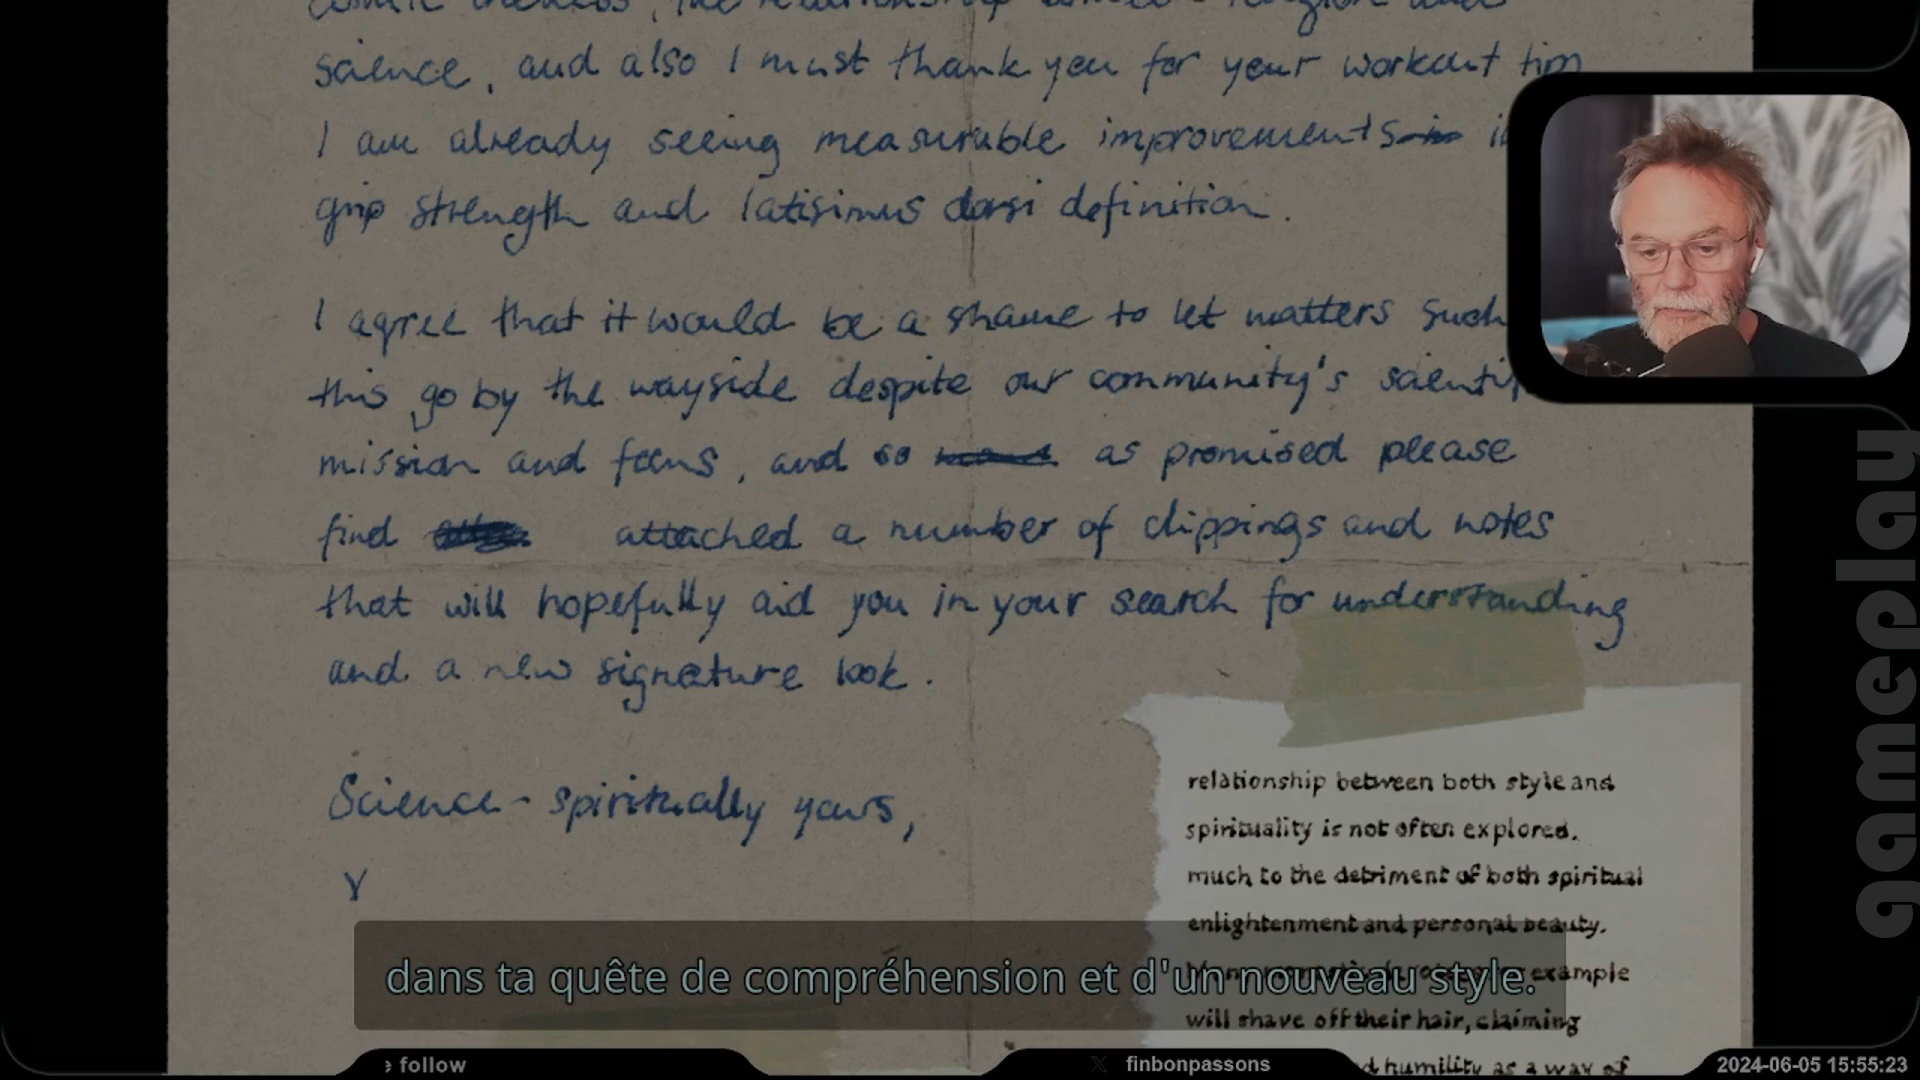 science, and also I must thank you for your workout tip
I am already seeing measurable improvements in
grip strength and latisimus dorsi definition.
I agree that it would be a shame to let matters such
this go by the wayside despite our community's
mission and focus, and so as promised please
find attached a number of clippings and notes
that will hopefully aid you in your search for understanding
and a new signature look.
Science-spiritually yours,
Y
relationship between both style and
spirituality is not often explored.
much to the detriment of both spiritual
enlightenment and personal beauty.
example
will shave off their hair, claiming
d humility as a way of
dans ta quête de compréhension et d'un nouveau style.
gameplay
e follow
finbonpassons
2024-06-05 15:55:23